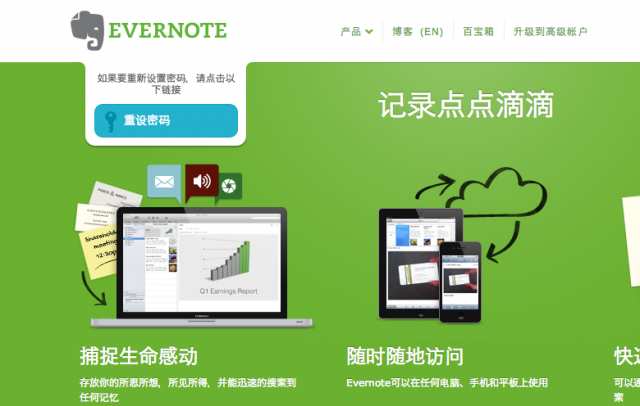 EVERNOTE
产品
博客 (EN)
百宝箱
升级到高级帐户
如果要重新设置密码，请点击以
下链接
重设密码
记录点点滴滴
Q1 Earnings Report
捕捉生命感动
存放你的所思所想，所见所得，并能迅速的搜索到
任何记忆
随时随地访问
Evernote可以在任何电脑、手机和平板上使用
快
可以通
索